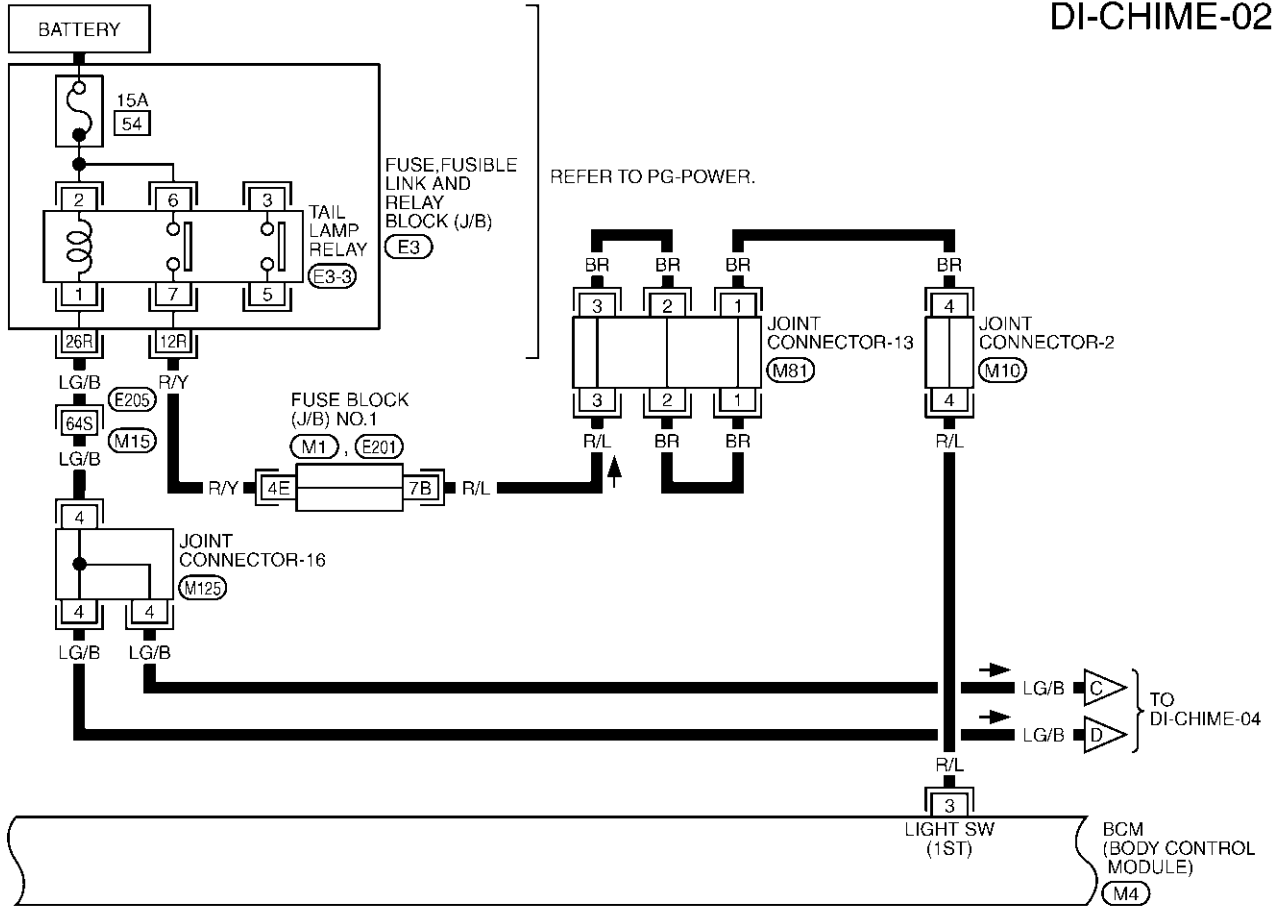 DI-CHIME-02
BATTERY
15A
54
FUSE,FUSIBLE
LINK AND
RELAY
BLOCK (J/B)
E3
REFER TO PG-POWER.
2
6
3
TAIL
LAMP
RELAY
E3-3
1
7
5
26R
12R
LG/B
R/Y
E205
64S
M15
LG/B
FUSE BLOCK
(J/B) NO.1
M1 , E201
R/Y
4E
7B
R/L
BR
BR
BR
BR
3
2
1
4
JOINT
CONNECTOR-13
M81
JOINT
CONNECTOR-2
M10
3
2
1
4
R/L
BR
BR
R/L
4
JOINT
CONNECTOR-16
M125
4
4
LG/B
LG/B
LG/B
C
LG/B
D
TO
DI-CHIME-04
R/L
3
LIGHT SW
(1ST)
BCM
(BODY CONTROL
MODULE)
M4